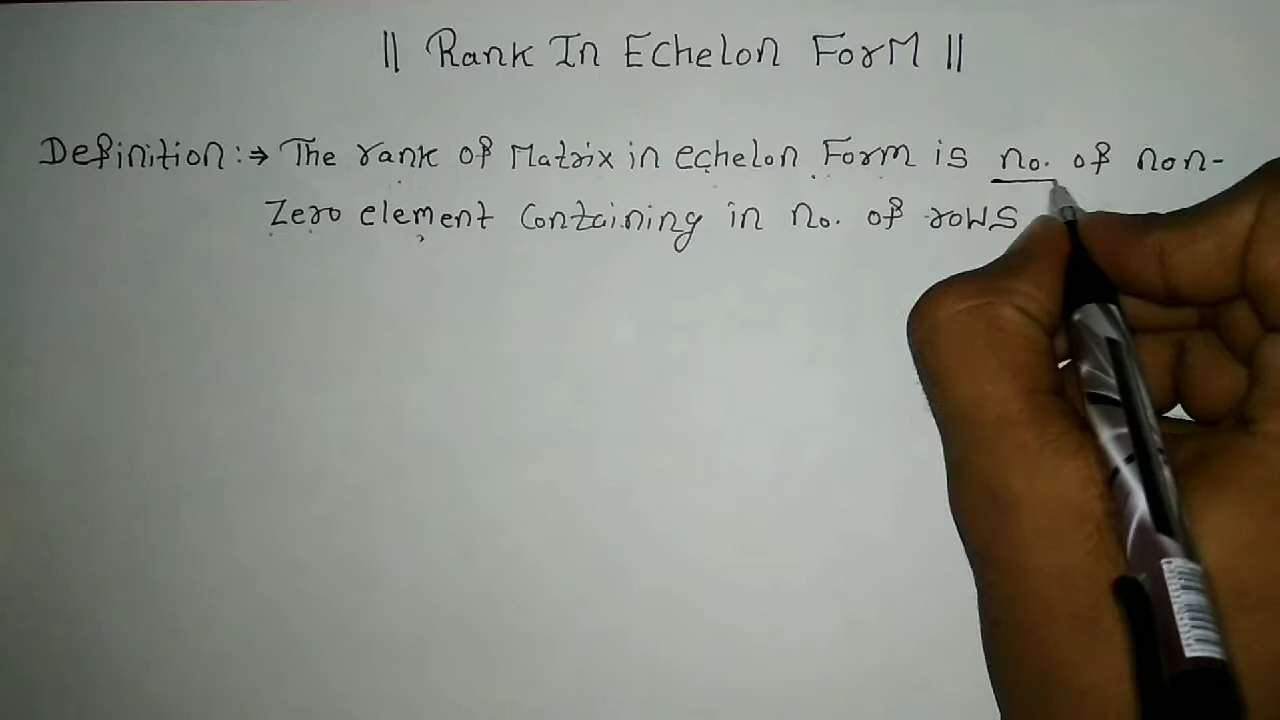 || Rank In Echelon Form ||
Definition:⇒ The rank of Matrix in echelon Form is no. of non-
Zero element Containing in no. of rows